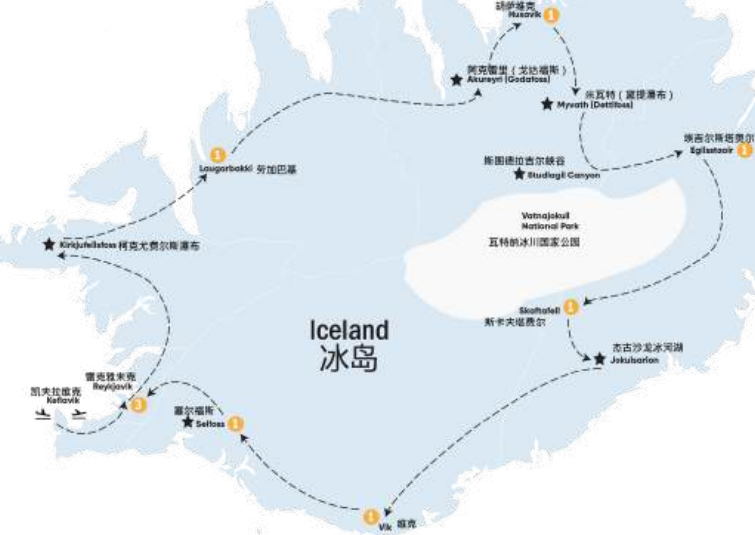 胡萨维克
Husavik
1
阿克雷里（戈达福斯）
Akureyri (Godafoss)
米瓦特（黛提瀑布）
Myvath (Dettifoss)
埃吉尔斯塔奥尔
Egilsstaoir
1
1
Laugarbakki 劳加巴基
斯图德拉吉尔峡谷
Studlagil Canyon
Vatnajokull
National Park
瓦特纳冰川国家公园
Kirkjufellsfoss 柯克尤费尔斯瀑布
Skaftafell
1
斯卡夫塔费尔
Iceland
冰岛
杰古沙龙冰河湖
Jokulsarlon
雷克雅未克
Reykjavik
3
凯夫拉维克
Keflavik
塞尔福斯
Selfoss
1
1
Vik 维克